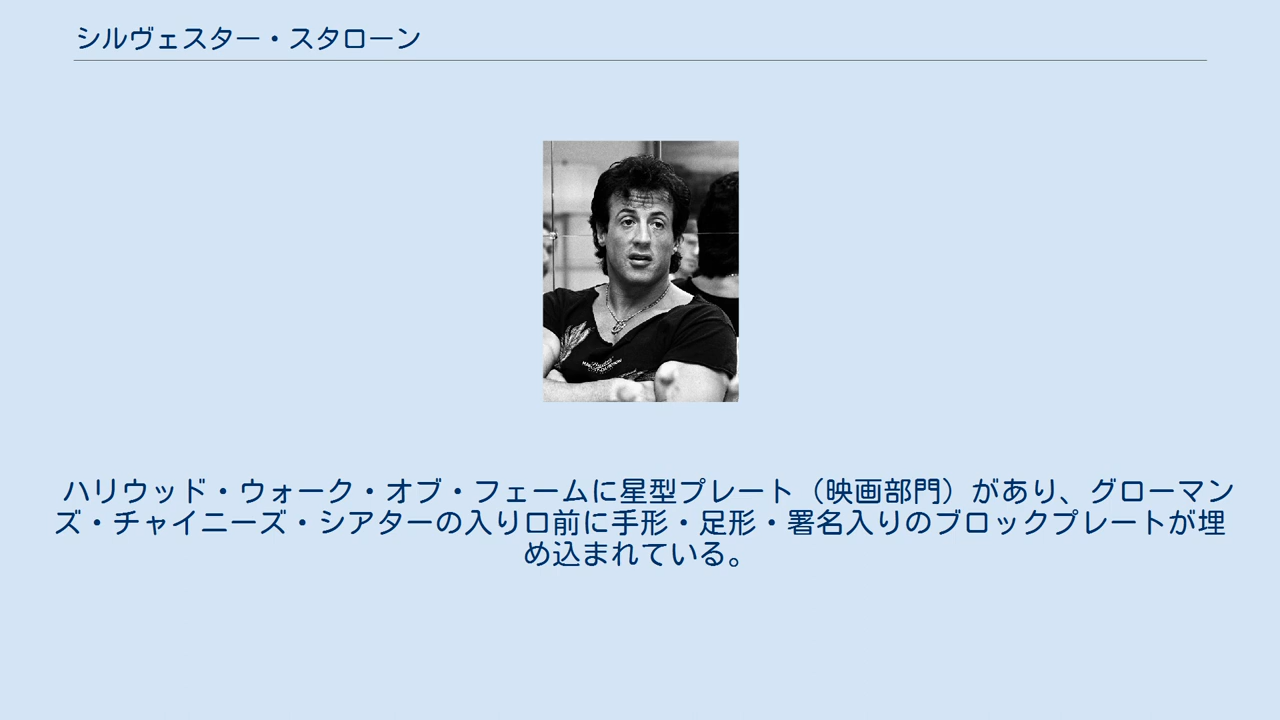 シルヴェスター・スタローン
ハリウッド・ウォーク・オブ・フェームに星型プレート（映画部門）があり、グローマン
ズ・チャイニーズ・シアターの入り口前に手形・足形・署名入りのブロックプレートが埋
め込まれている。